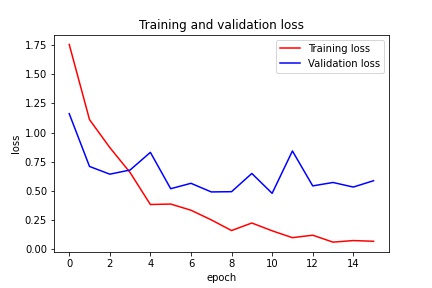 Training and validation loss
Training loss
Validation loss
1.75
1.50
1.25
1.00
0.75
0.50
0.25
0.00
loss
0 2 4 6 8 10 12 14
epoch